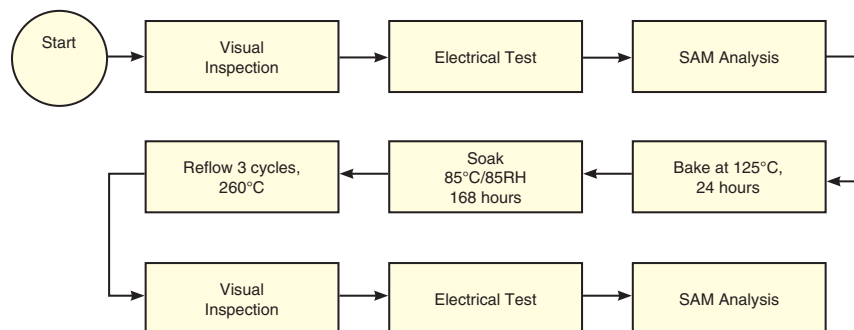 Start
Visual
Inspection
Electrical Test
SAM Analysis
Bake at 125°C,
24 hours
Soak
85°C/85RH
168 hours
Reflow 3 cycles,
260°C
Visual
Inspection
Electrical Test
SAM Analysis